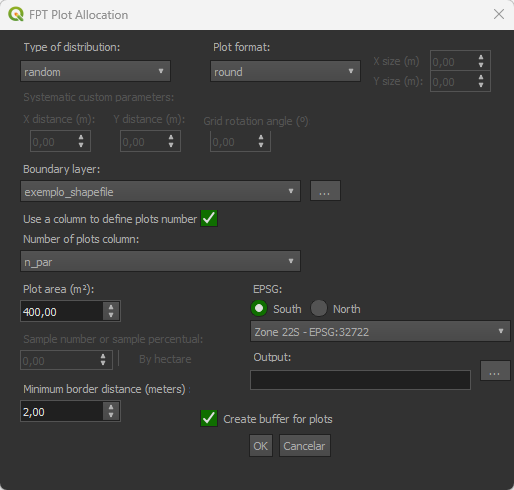 FPT Plot Allocation
Type of distribution:
Plot format:
random
round
X size (m)
0,00
Y size (m):
0,00
Systematic custom parameters:
X distance (m):
Y distance (m):
Grid rotation angle (º)
0,00
0,00
0,00
Boundary layer:
exemplo_shapefile
...
Use a column to define plots number
Number of plots column:
n_par
Plot area (m²):
EPSG:
400,00
South
North
Zone 22S - EPSG:32722
Sample number or sample percentual:
0,00
By hectare
Output:
...
Minimum border distance (meters)
2,00
Create buffer for plots
OK
Cancelar